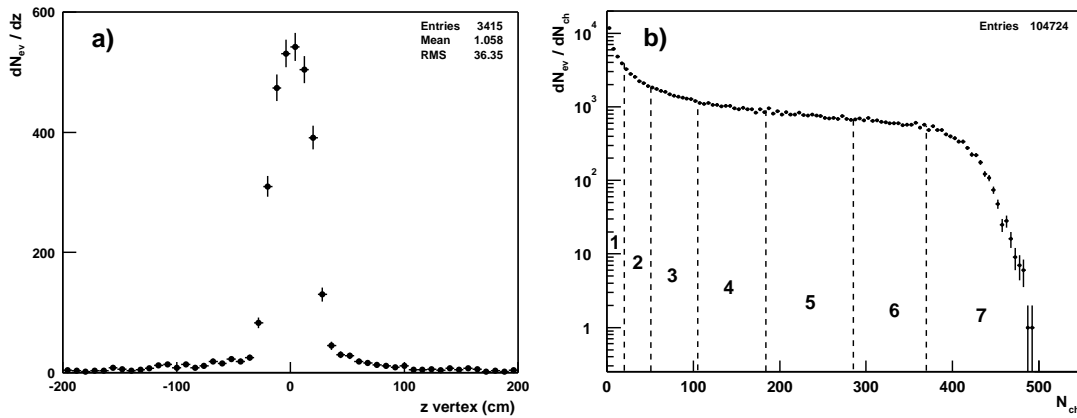 a)
Entries 3415
Mean 1.058
RMS 36.35
dN_ev / dz
600
400
200
0
-200 -100 0 100 200
z vertex (cm)
b)
Entries 104724
dN_ev / dN_ch
10^4
10^3
10^2
10
1
1 2 3 4 5 6 7
0 100 200 300 400 500
N_ch